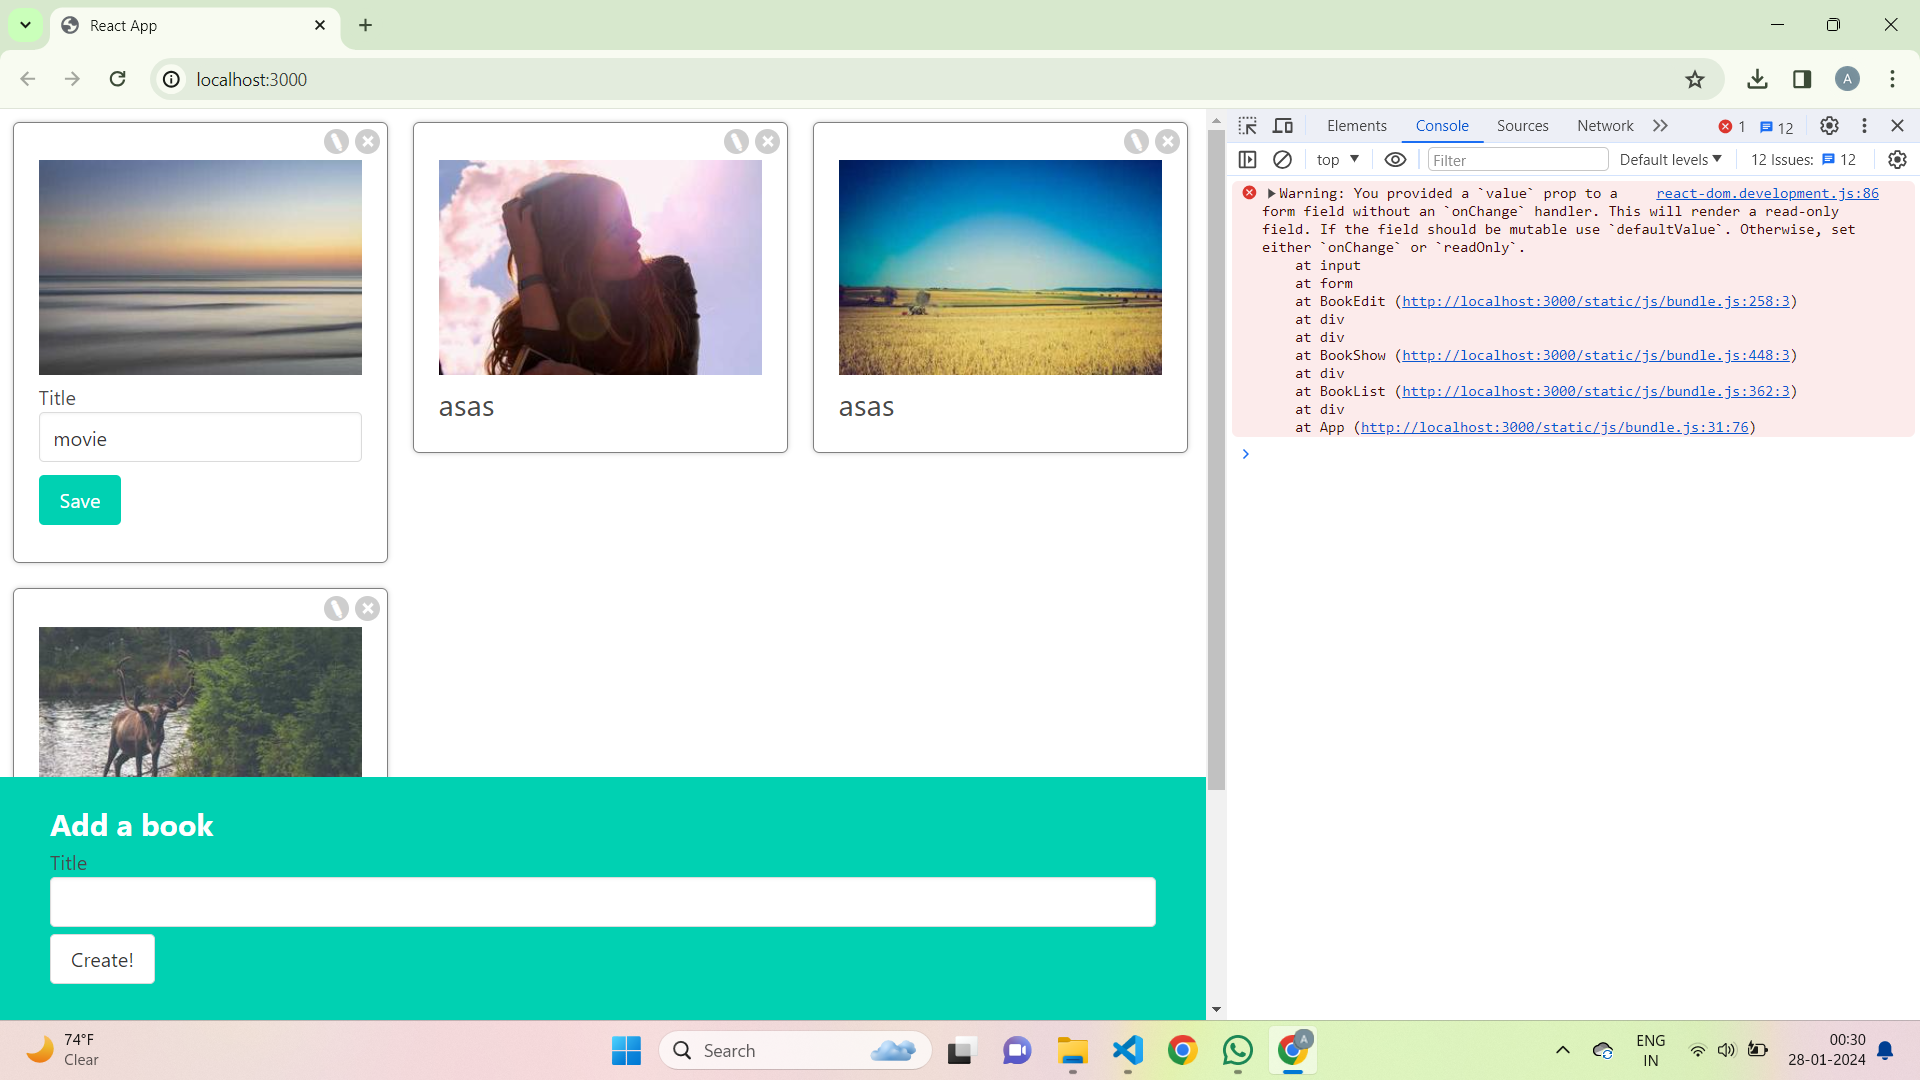 React App
localhost:3000
Title
movie
Save
asas
asas
Add a book
Title
Create!
Elements
Console
Sources
Network
1
12
top
Filter
Default levels
12 Issues:
12
Warning: You provided a `value` prop to a
react-dom.development.js:86
form field without an `onChange` handler. This will render a read-only
field. If the field should be mutable use `defaultValue`. Otherwise, set
either `onChange` or `readOnly`.
at input
at form
at BookEdit (http://localhost:3000/static/js/bundle.js:258:3)
at div
at div
at BookShow (http://localhost:3000/static/js/bundle.js:448:3)
at div
at BookList (http://localhost:3000/static/js/bundle.js:362:3)
at div
at App (http://localhost:3000/static/js/bundle.js:31:76)
A
74°F
Clear
Search
A
ENG
IN
00:30
28-01-2024